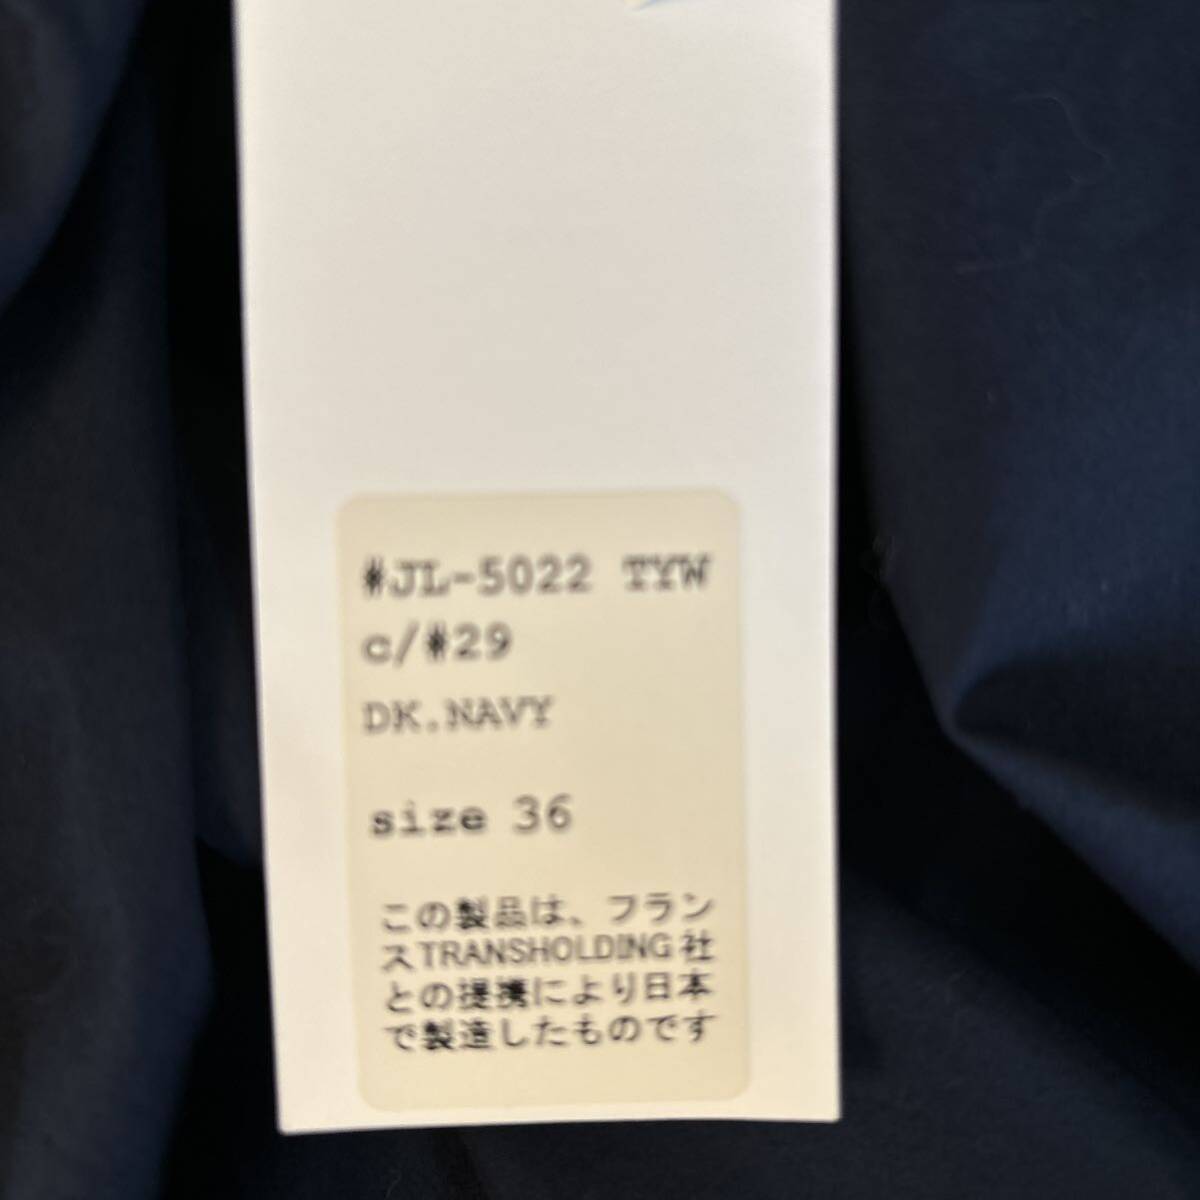 #JL-5022 TYW
c/#29
DK.NAVY
size 36
この製品は、フラン
スTRANSHOLDING社
との提携により日本
で製造したものです